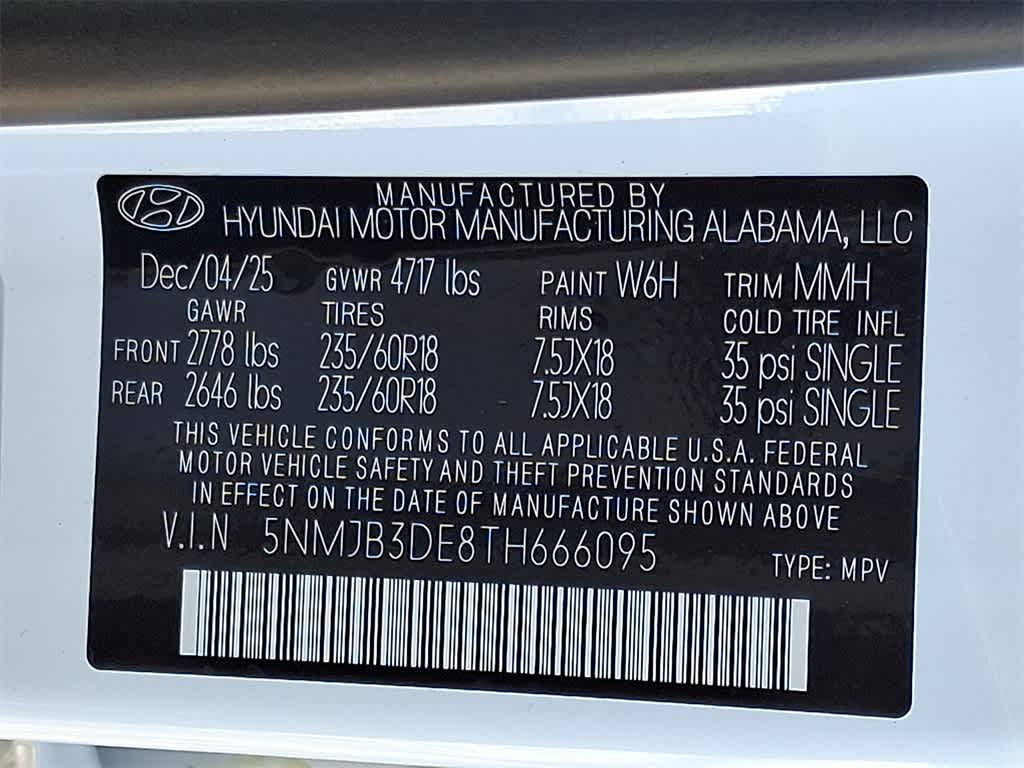 MANUFACTURED BY
HYUNDAI MOTOR MANUFACTURING ALABAMA, LLC
Dec/04/25 GVWR 4717 lbs PAINT W6H TRIM MMH
GAWR TIRES RIMS COLD TIRE INFL
FRONT 2778 lbs 235/60R18 7.5JX18 35 psi SINGLE
REAR 2646 lbs 235/60R18 7.5JX18 35 psi SINGLE
THIS VEHICLE CONFORMS TO ALL APPLICABLE U.S.A. FEDERAL
MOTOR VEHICLE SAFETY AND THEFT PREVENTION STANDARDS
IN EFFECT ON THE DATE OF MANUFACTURE SHOWN ABOVE
V.I.N 5NMJB3DE8TH666095 TYPE: MPV